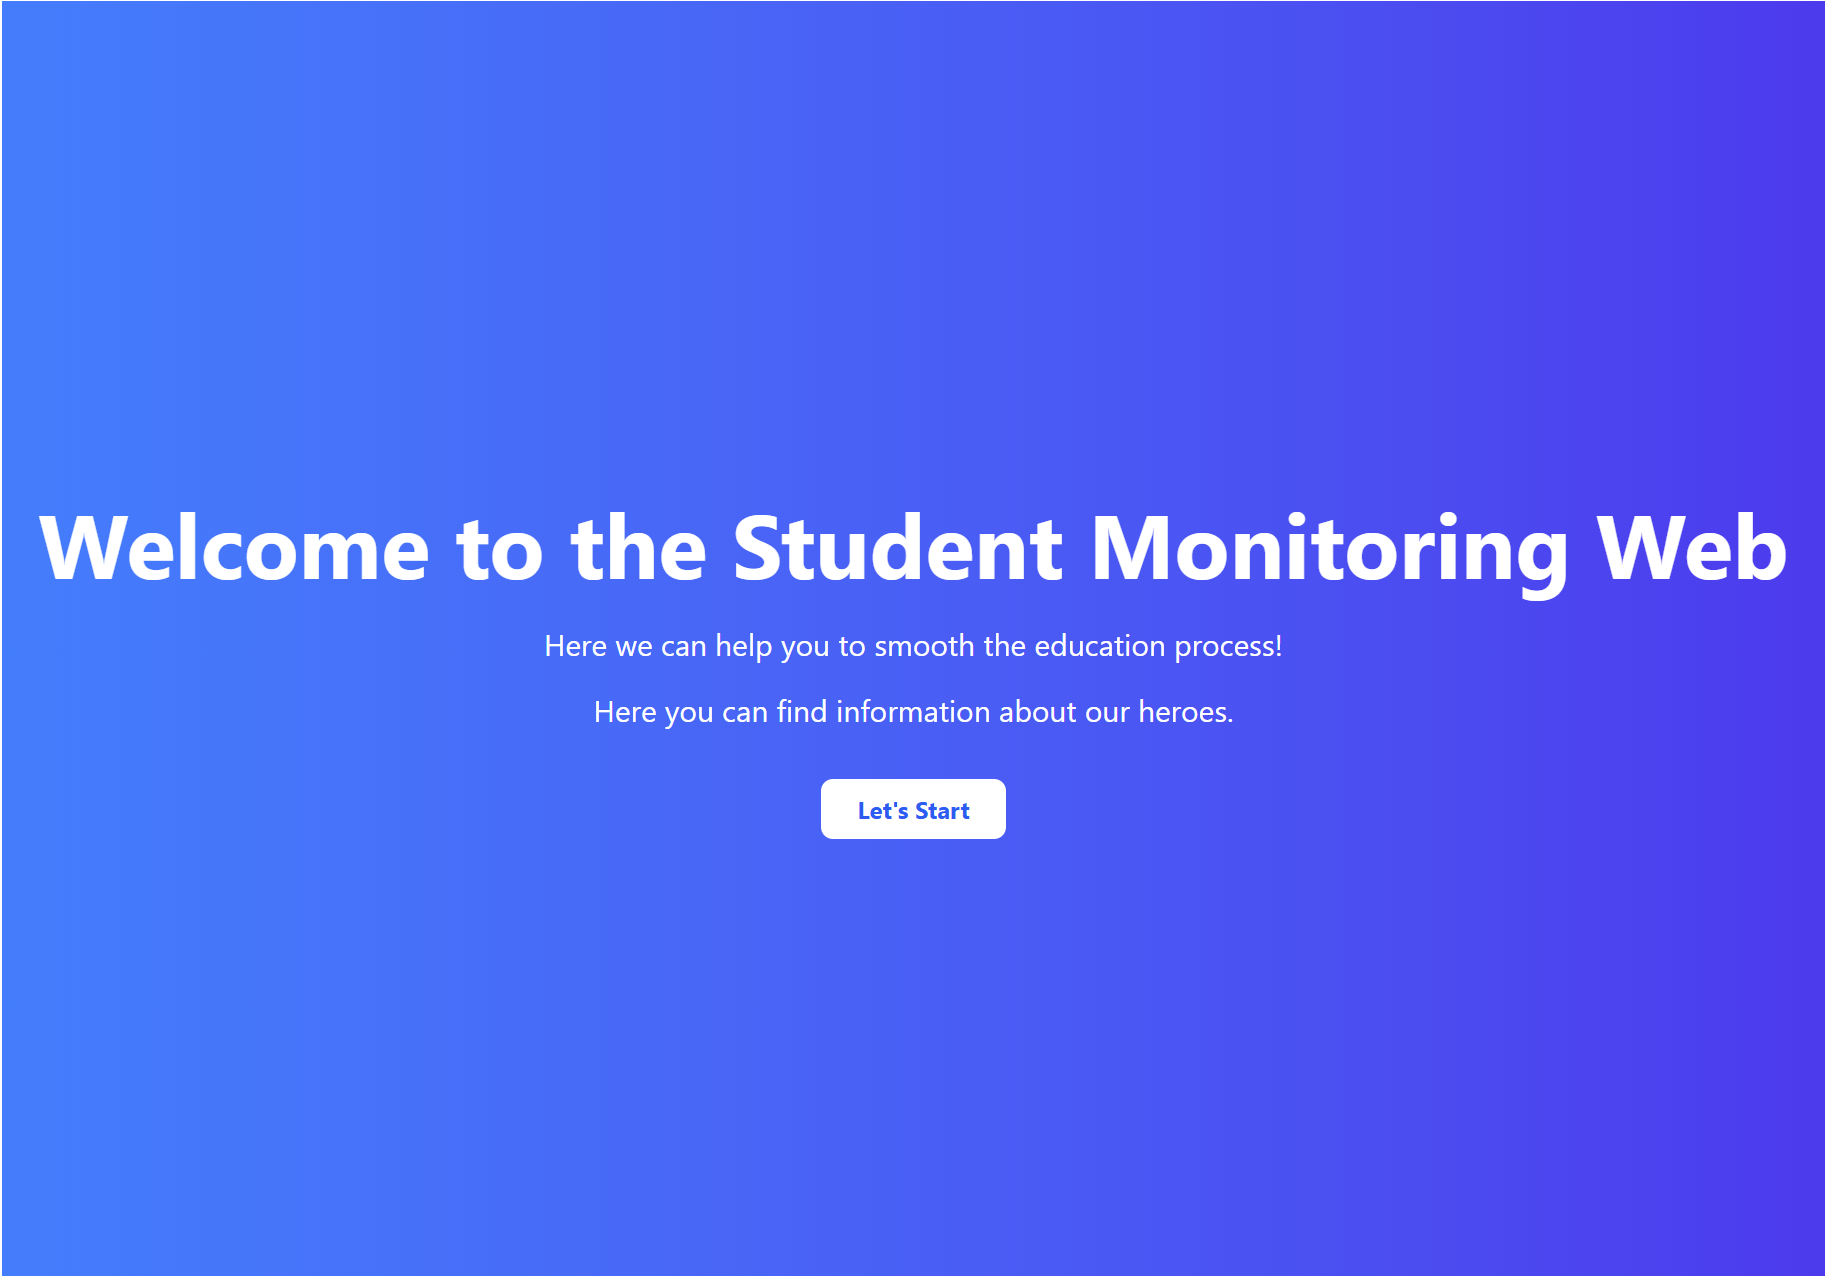 Welcome to the Student Monitoring Web
Here we can help you to smooth the education process!
Here you can find information about our heroes.
Let's Start